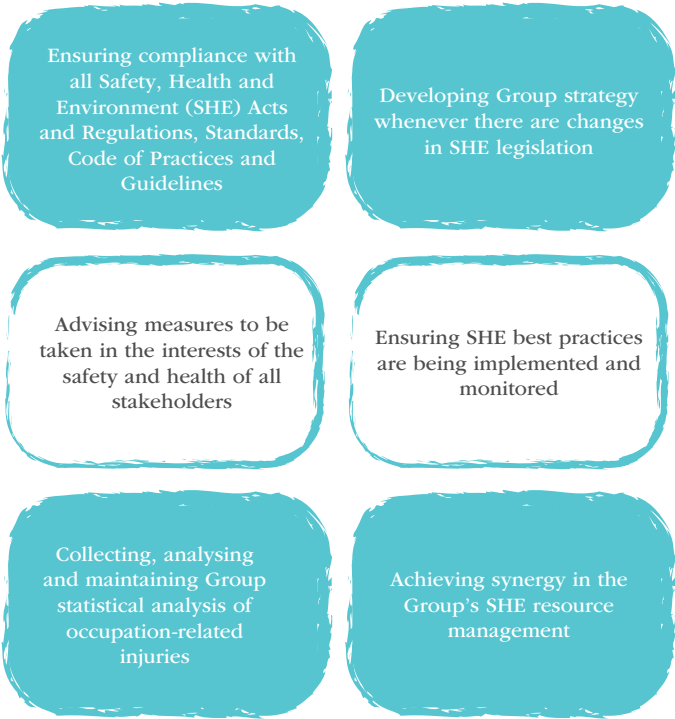 Ensuring compliance with
all Safety, Health and
Environment (SHE) Acts
and Regulations, Standards,
Code of Practices and
Guidelines
Developing Group strategy
whenever there are changes
in SHE legislation
Advising measures to be
taken in the interests of the
safety and health of all
stakeholders
Ensuring SHE best practices
are being implemented and
monitored
Collecting, analysing
and maintaining Group
statistical analysis of
occupation-related
injuries
Achieving synergy in the
Group's SHE resource
management